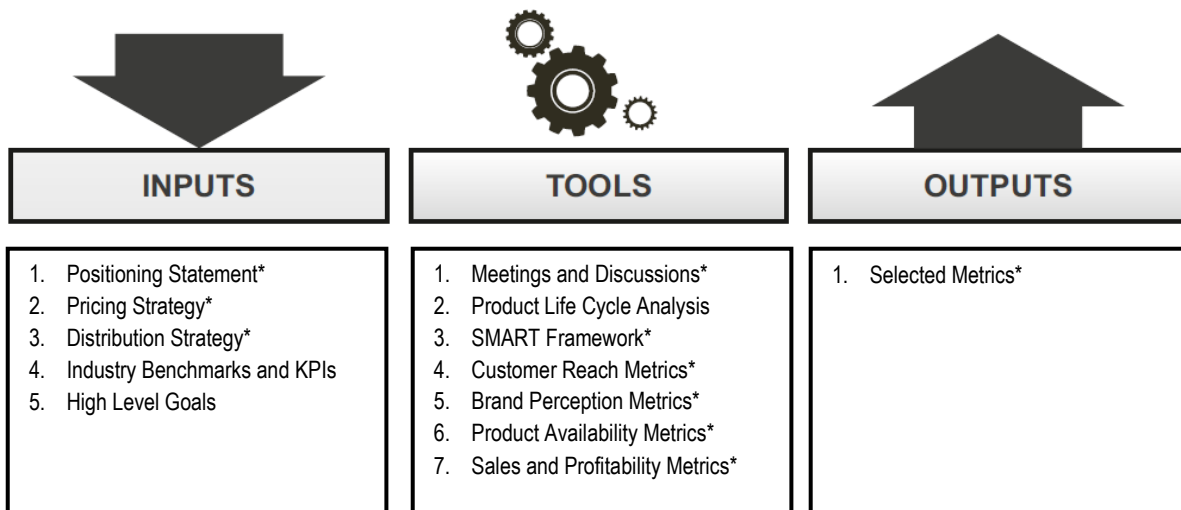 INPUTS
TOOLS
OUTPUTS
1. Positioning Statement*
2. Pricing Strategy*
3. Distribution Strategy*
4. Industry Benchmarks and KPIs
5. High Level Goals
1. Meetings and Discussions*
2. Product Life Cycle Analysis
3. SMART Framework*
4. Customer Reach Metrics*
5. Brand Perception Metrics*
6. Product Availability Metrics*
7. Sales and Profitability Metrics*
1. Selected Metrics*